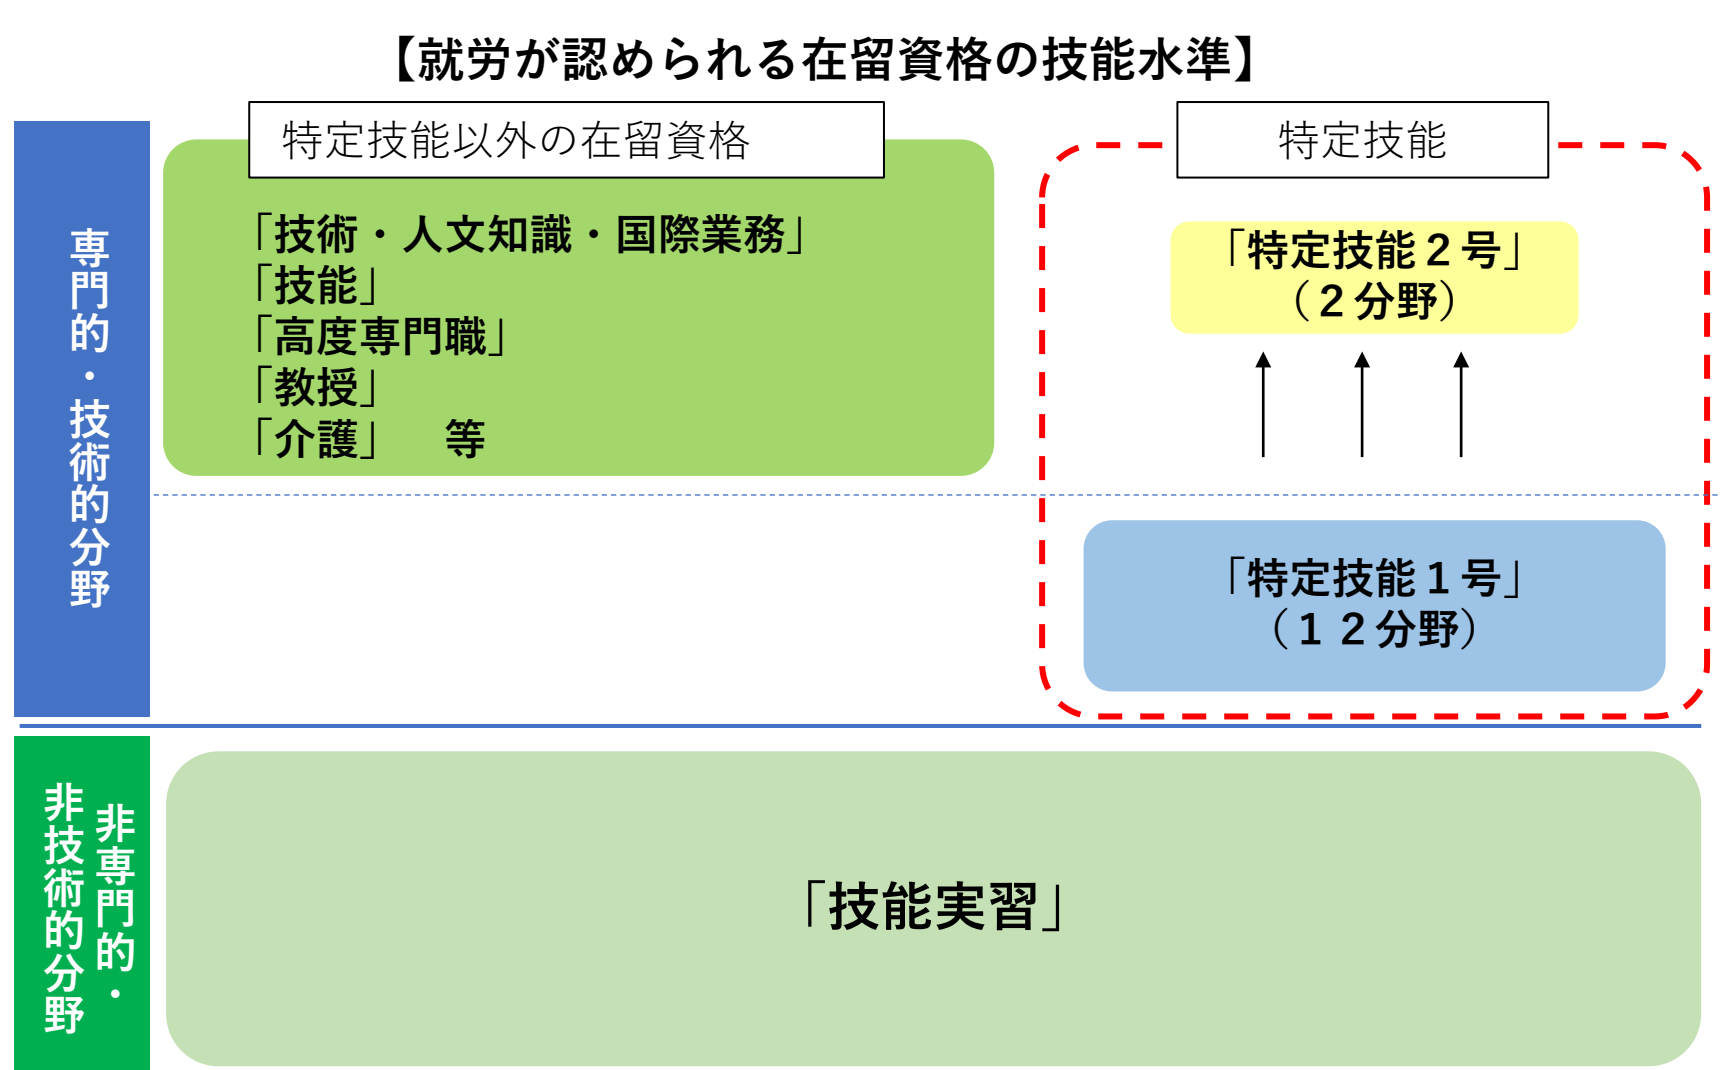 【就労が認められる在留資格の技能水準】
特定技能以外の在留資格
特定技能
専門的・技術的分野
「技術・人文知識・国際業務」
「技能」
「高度専門職」
「教授」
「介護」　等
「特定技能２号」
（２分野）
「特定技能１号」
（１２分野）
非専門的・
非技術的分野
「技能実習」